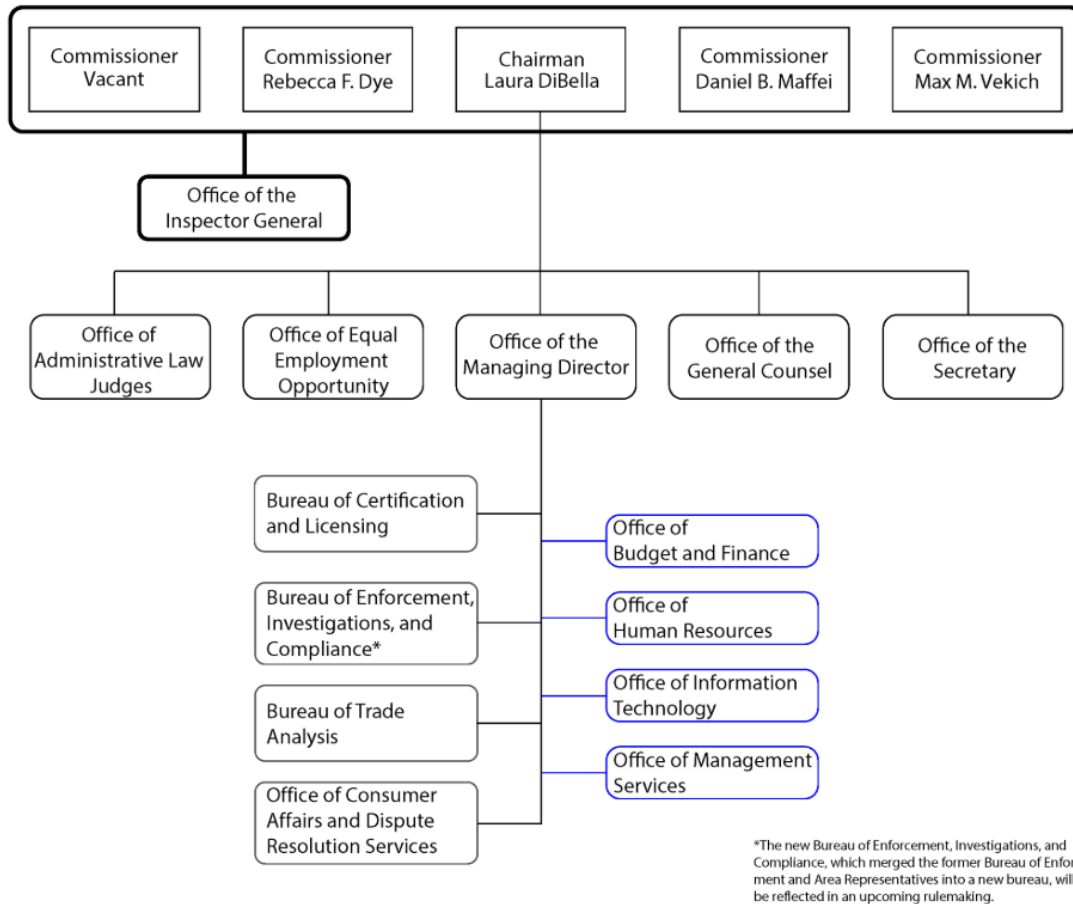 Commissioner
Vacant
Commissioner
Rebecca F. Dye
Chairman
Laura DiBella
Commissioner
Daniel B. Maffei
Commissioner
Max M. Vekich
Office of the
Inspector General
Office of
Administrative Law
Judges
Office of Equal
Employment
Opportunity
Office of the
Managing Director
Office of the
General Counsel
Office of the
Secretary
Bureau of Certification
and Licensing
Office of
Budget and Finance
Bureau of Enforcement,
Investigations, and
Compliance*
Office of
Human Resources
Office of Information
Technology
Bureau of Trade
Analysis
Office of Management
Services
Office of Consumer
Affairs and Dispute
Resolution Services
*The new Bureau of Enforcement, Investigations, and
Compliance, which merged the former Bureau of Enfor
ment and Area Representatives into a new bureau, will
be reflected in an upcoming rulemaking.